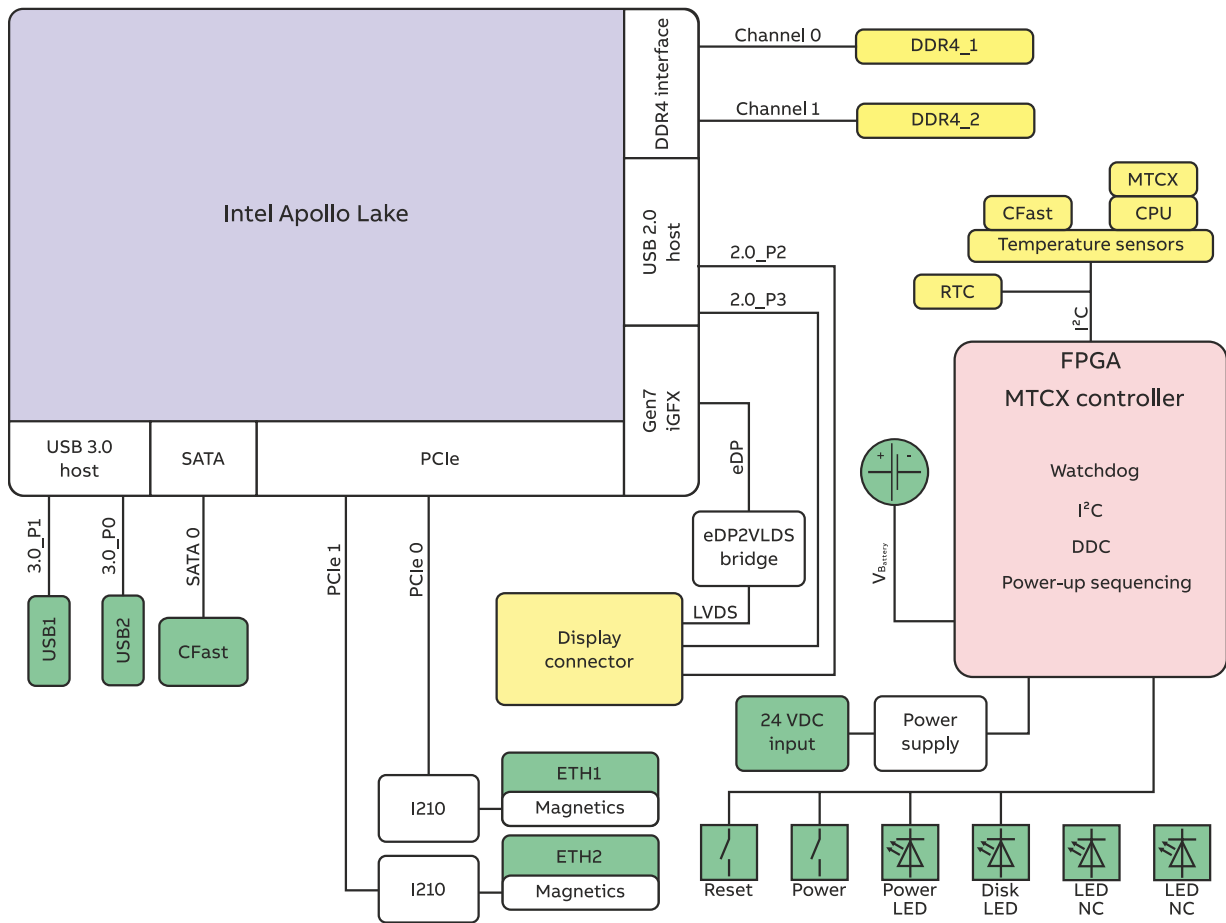 Intel Apollo Lake
DDR4 interface
USB 2.0
host
Gen7
iGFX
USB 3.0
host
SATA
PCIe
Channel 0
DDR4_1
Channel 1
DDR4_2
2.0_P2
2.0_P3
eDP
eDP2VLDS
bridge
LVDS
Display
connector
3.0_P1
3.0_P0
SATA 0
PCIe 1
PCIe 0
USB1
USB2
CFast
I210
ETH1
Magnetics
I210
ETH2
Magnetics
MTCX
CFast
CPU
Temperature sensors
RTC
I²C
FPGA
MTCX controller
Watchdog
I²C
DDC
Power-up sequencing
+ -
VBattery
24 VDC
input
Power
supply
Reset
Power
Power
LED
Disk
LED
LED
NC
LED
NC